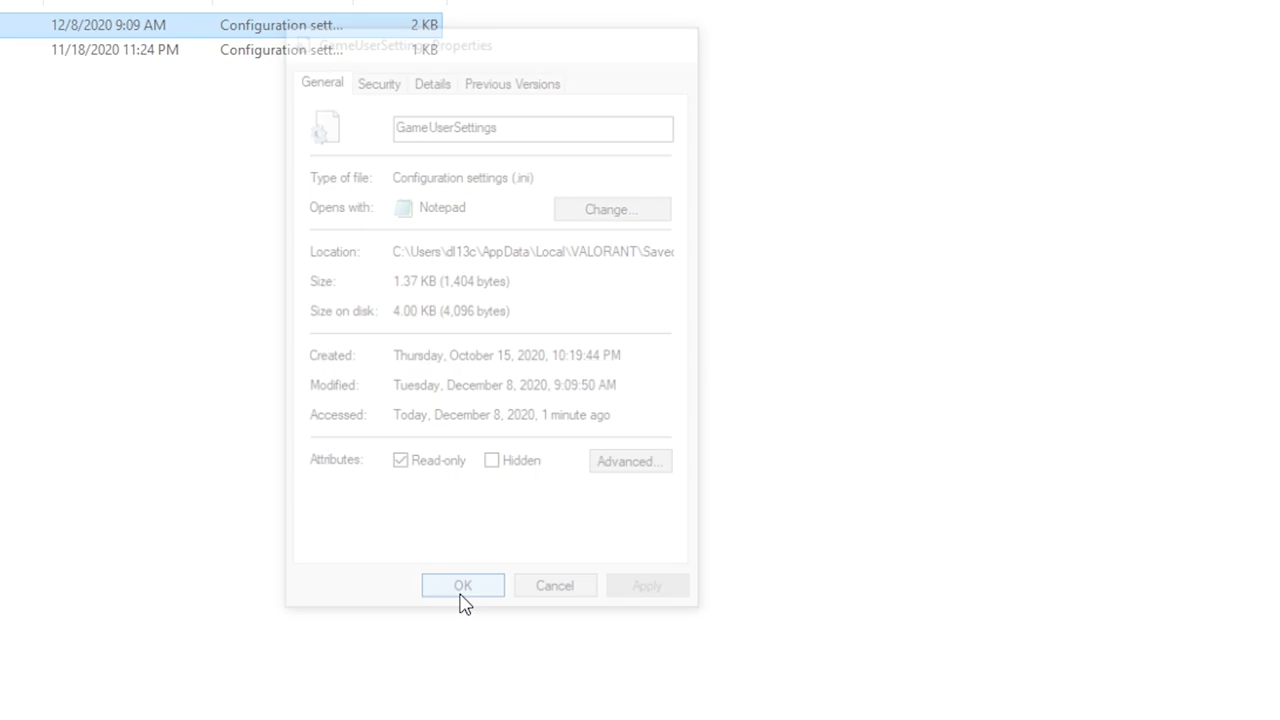 12/8/2020 9:09 AM Configuration sett... 2 KB
11/18/2020 11:24 PM Configuration sett... 1 KB
GameUserSettings Properties
General Security Details Previous Versions
GameUserSettings
Type of file: Configuration settings (.ini)
Opens with: Notepad Change...
Location: C:\Users\dl13c\AppData\Local\VALORANT\Saved
Size: 1.37 KB (1,404 bytes)
Size on disk: 4.00 KB (4,096 bytes)
Created: Thursday, October 15, 2020, 10:19:44 PM
Modified: Tuesday, December 8, 2020, 9:09:50 AM
Accessed: Today, December 8, 2020, 1 minute ago
Attributes: Read-only Hidden Advanced...
OK Cancel Apply